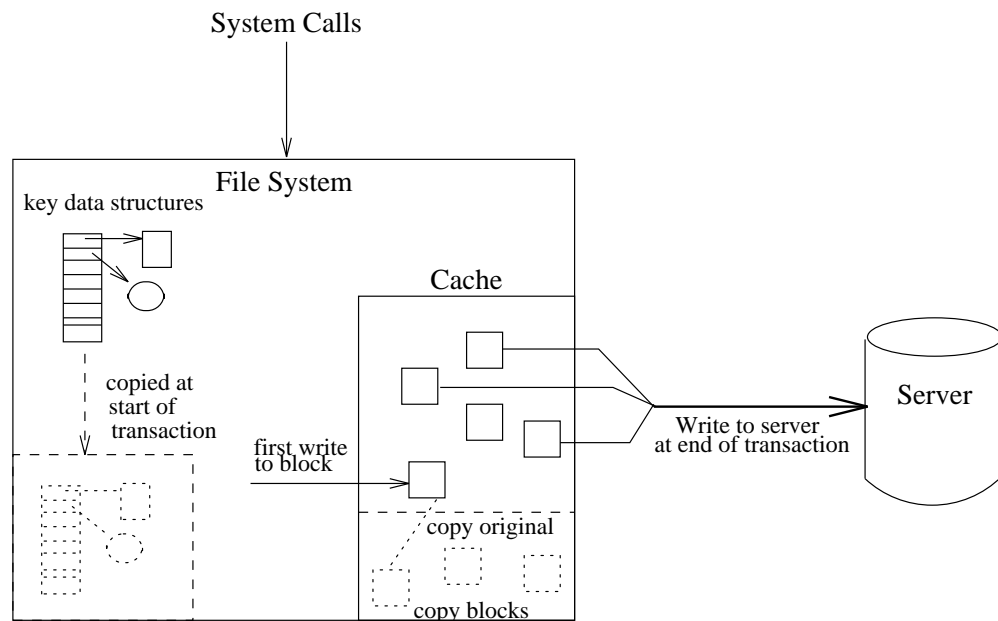 System Calls
File System
key data structures
Cache
copied at
start of
transaction
Server
Write to server
at end of transaction
first write
to block
copy original
copy blocks